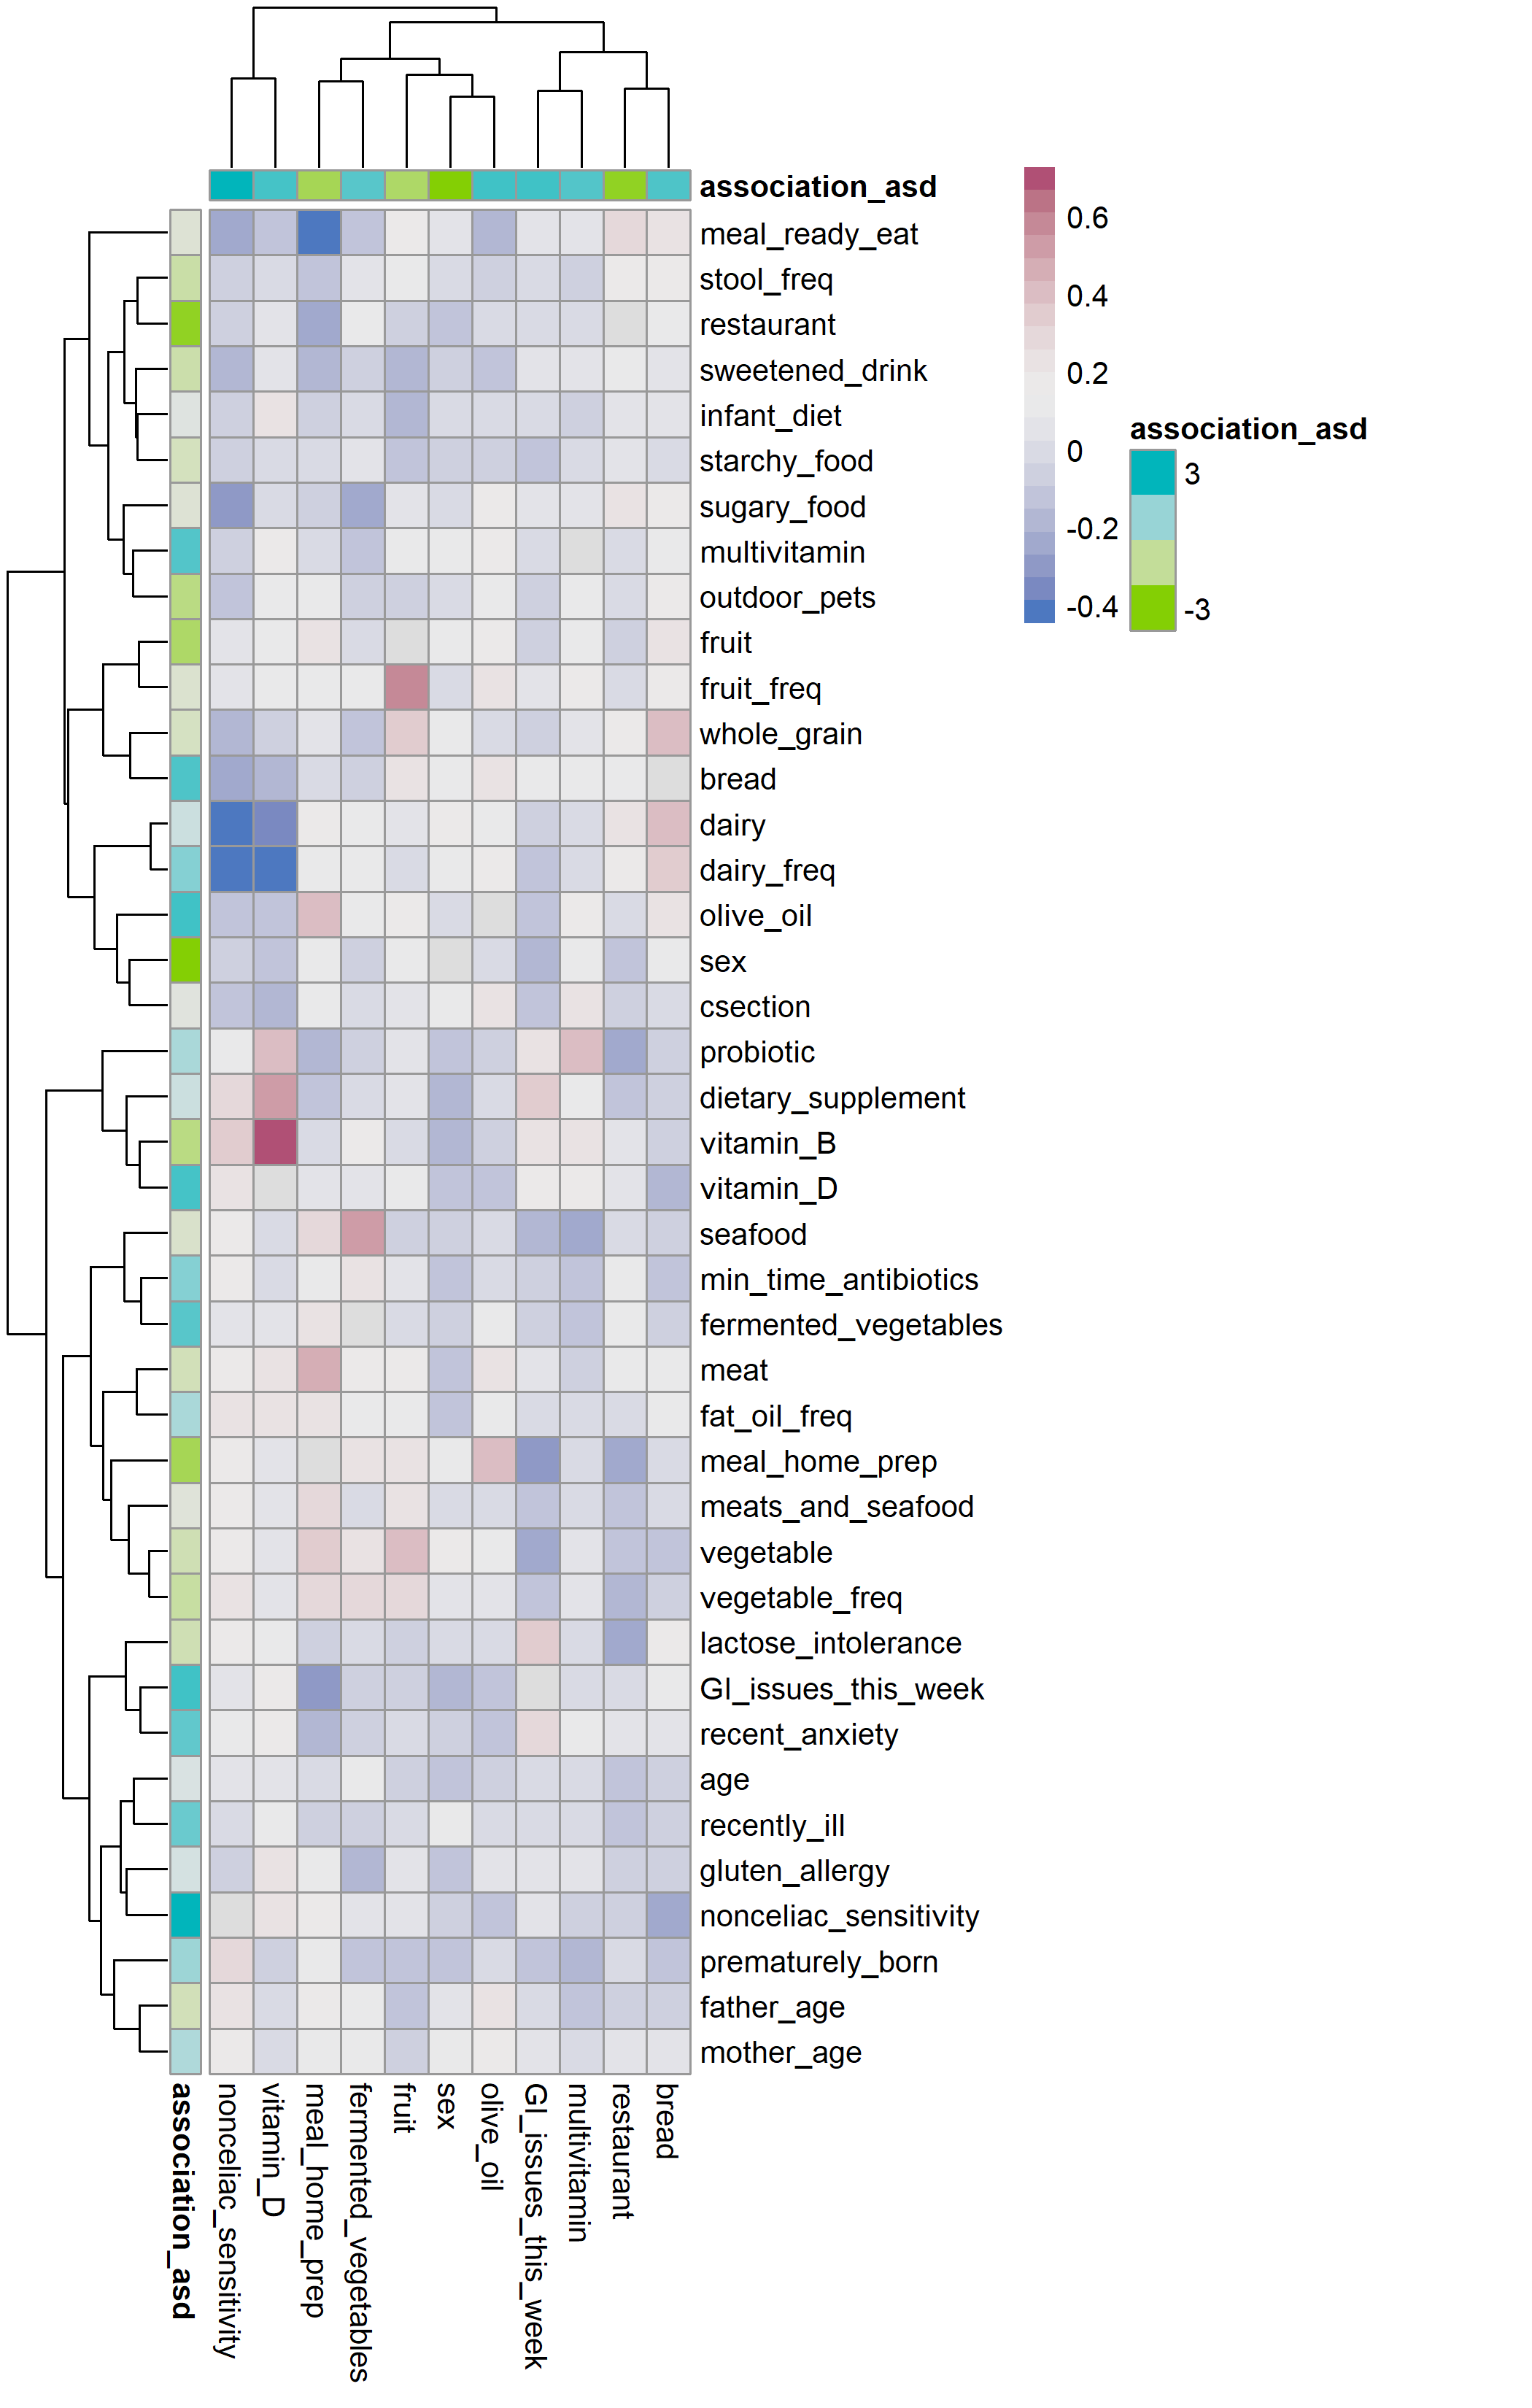 association_asd
meal_ready_eat
stool_freq
restaurant
sweetened_drink
infant_diet
starchy_food
sugary_food
multivitamin
outdoor_pets
fruit
fruit_freq
whole_grain
bread
dairy
dairy_freq
olive_oil
sex
csection
probiotic
dietary_supplement
vitamin_B
vitamin_D
seafood
min_time_antibiotics
fermented_vegetables
meat
fat_oil_freq
meal_home_prep
meats_and_seafood
vegetable
vegetable_freq
lactose_intolerance
GI_issues_this_week
recent_anxiety
age
recently_ill
gluten_allergy
nonceliac_sensitivity
prematurely_born
father_age
mother_age
association_asd
nonceliac_sensitivity
vitamin_D
meal_home_prep
fermented_vegetables
fruit
sex
olive_oil
GI_issues_this_week
multivitamin
restaurant
bread
0.6
0.4
0.2
0
-0.2
-0.4
association_asd
3
-3